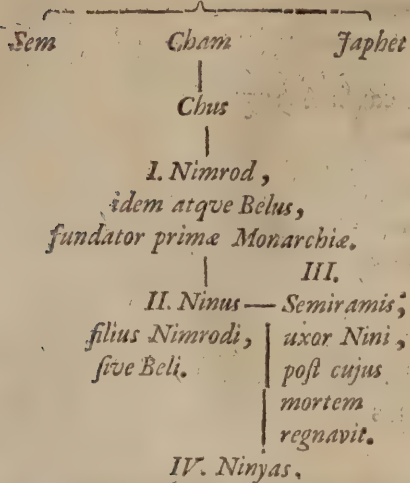 Sem Cham Japhet
Chus
I. Nimrod,
idem atqve Belus,
fundator primæ Monarchiæ.
III.
II. Ninus — Semiramis,
filius Nimrodi, uxor Nini,
sive Beli. poſt cujus
mortem
regnavit.
IV. Ninyas,